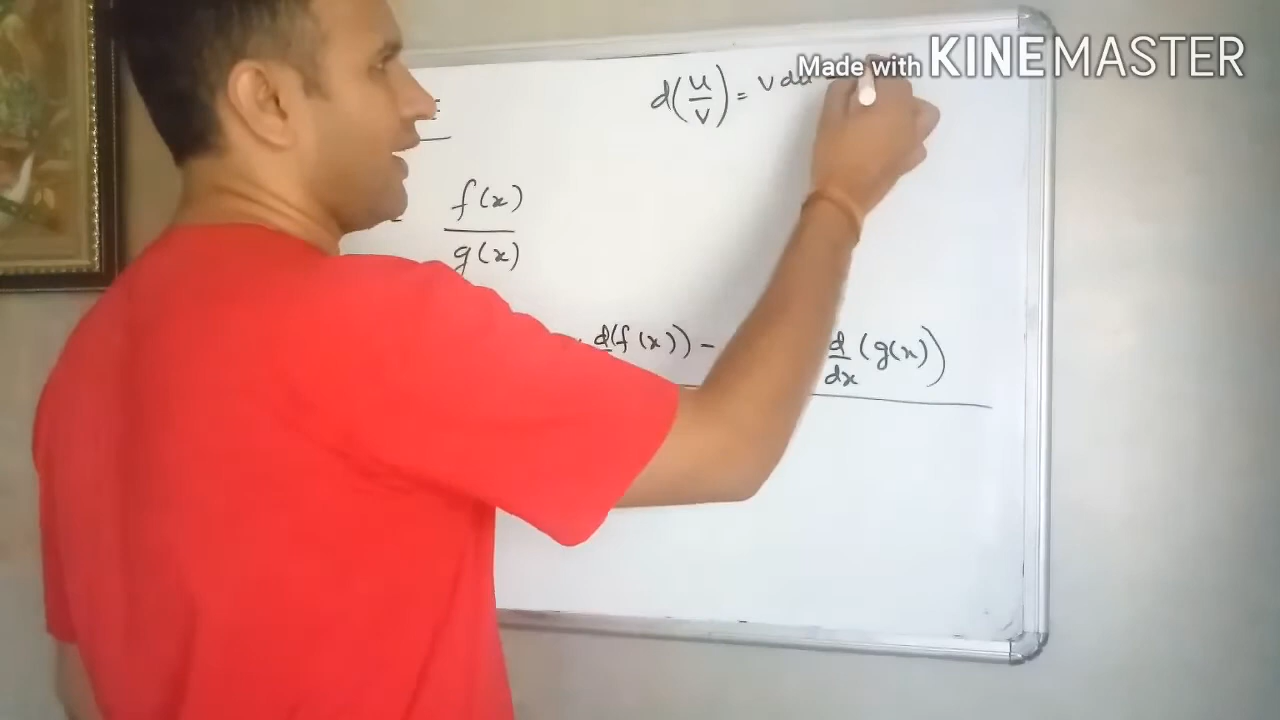 Made with KINEMASTER
d(u/v) = v du -
f(x)
g(x)
d(f(x)) - d/dx (g(x))